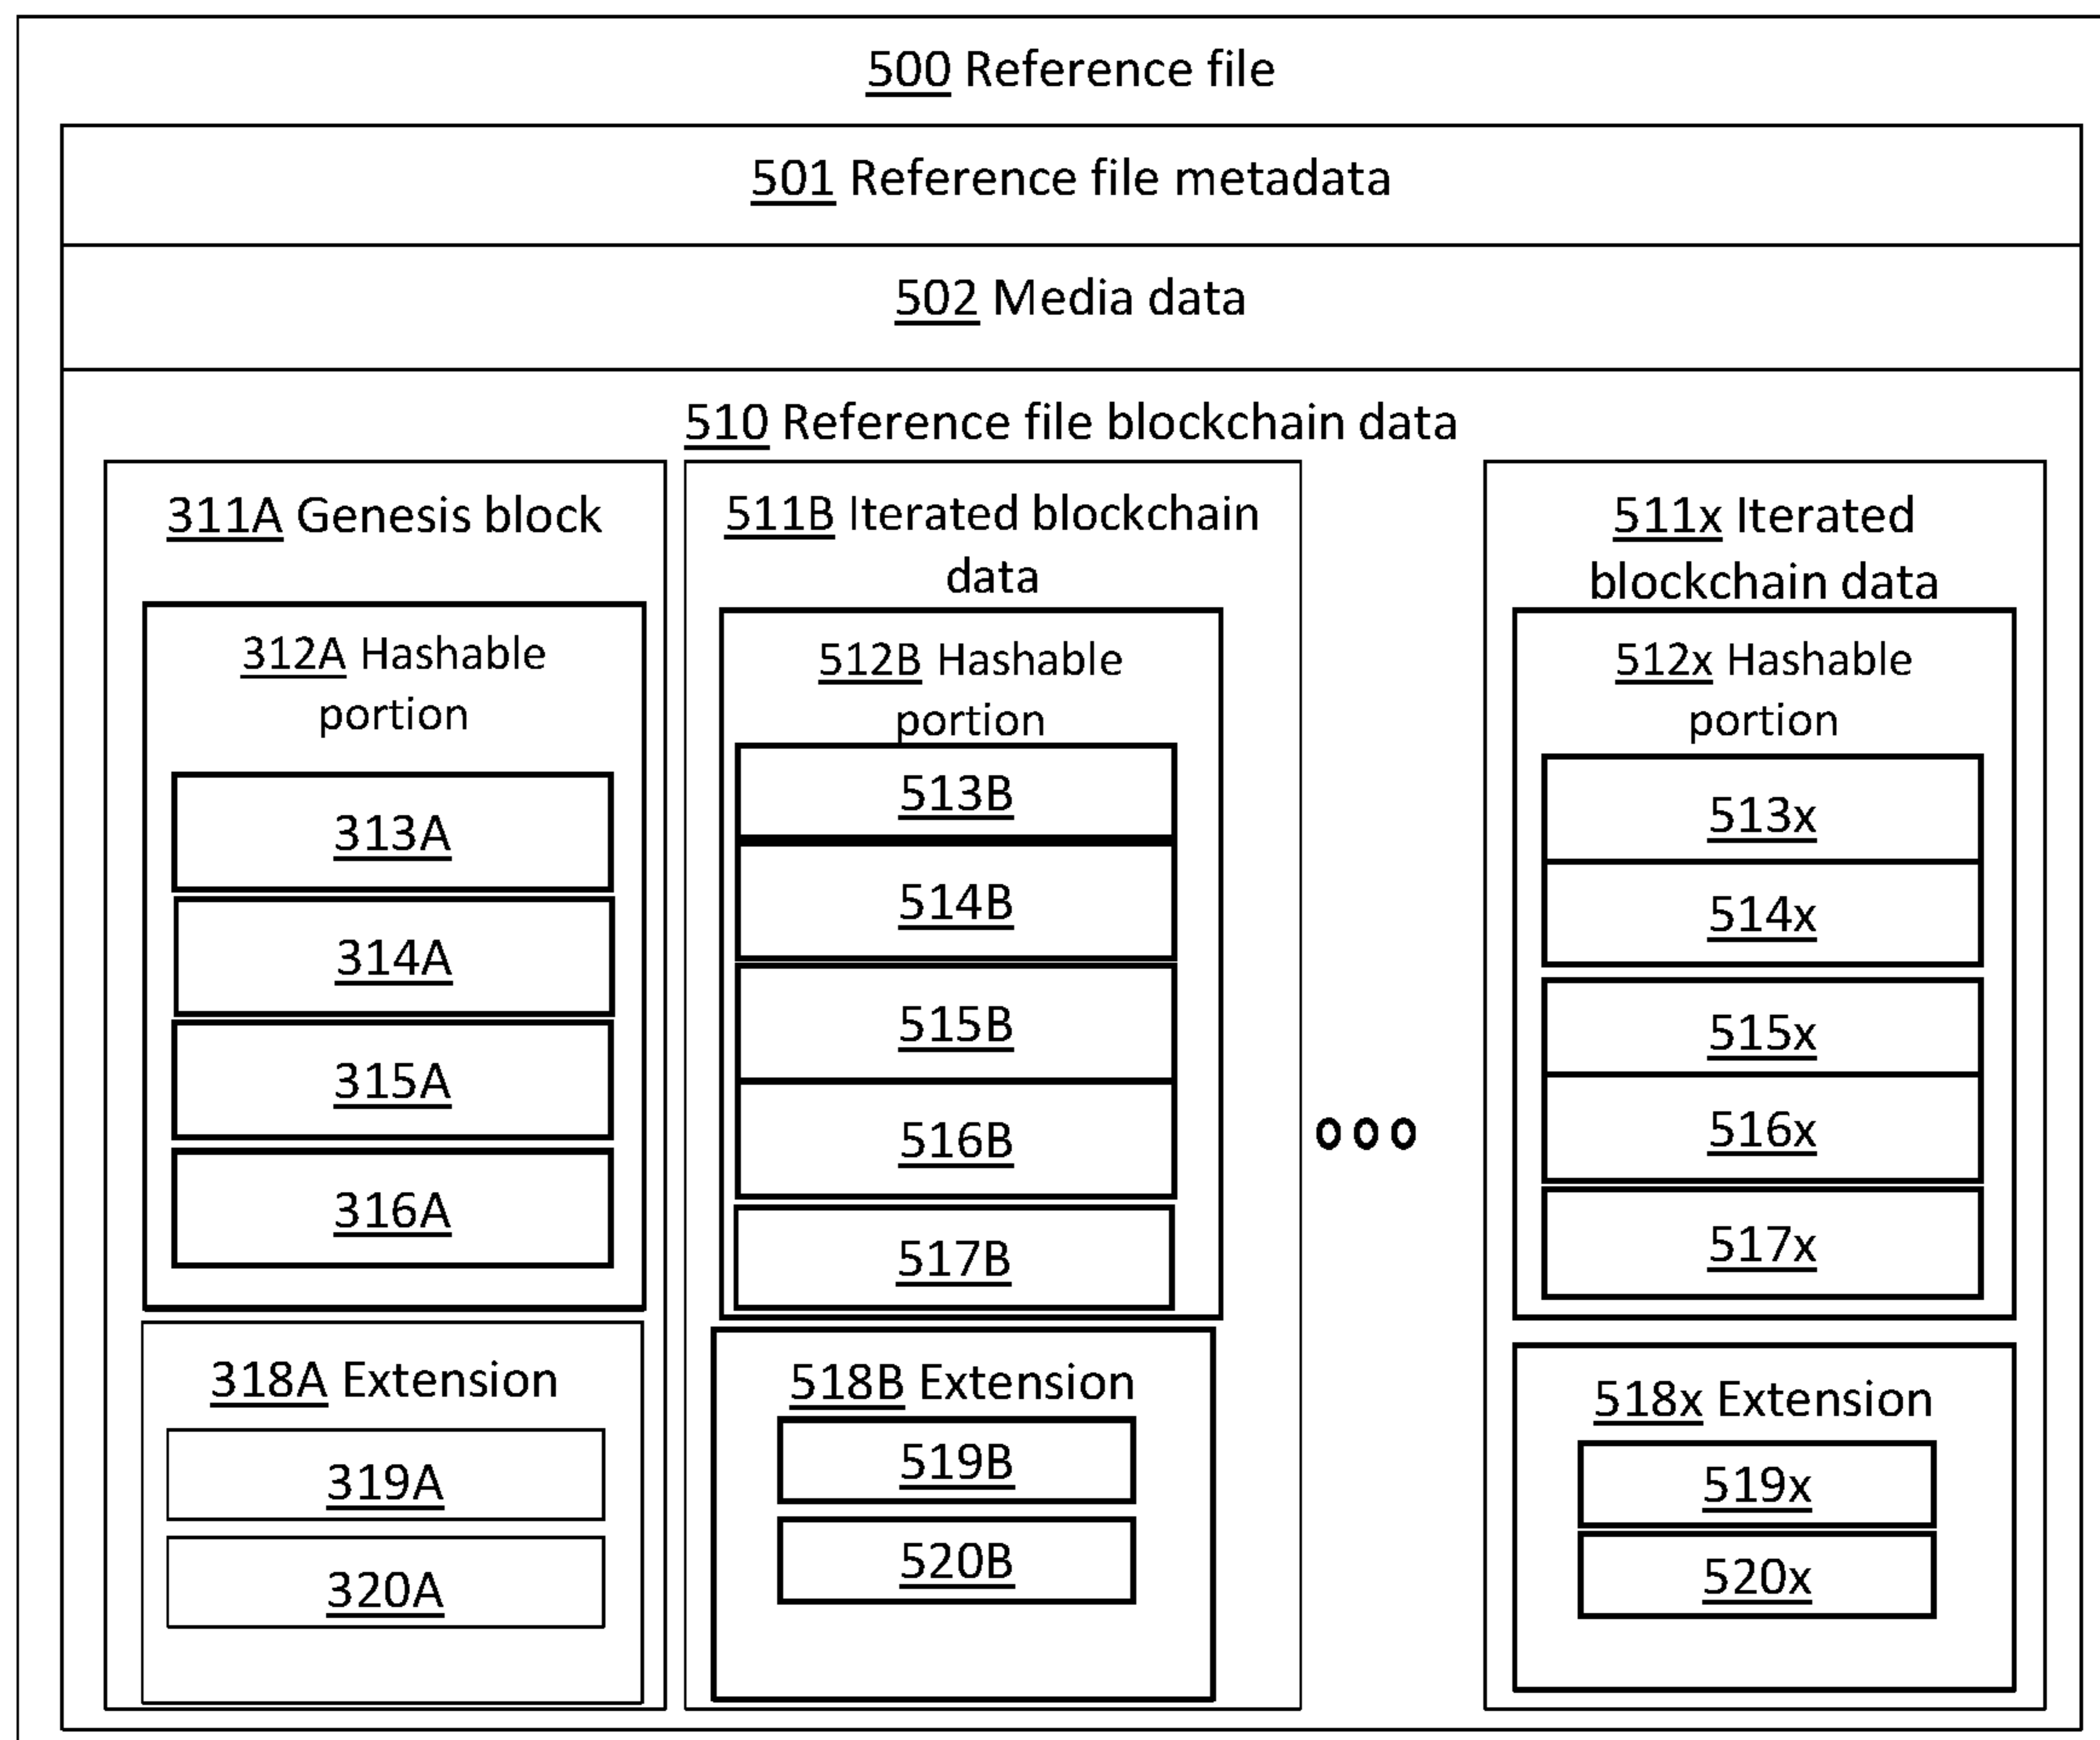 500 Reference file
501 Reference file metadata
502 Media data
510 Reference file blockchain data
311A Genesis block
312A Hashable
portion
313A
314A
315A
316A
318A Extension
319A
320A
511B Iterated blockchain
data
512B Hashable
portion
513B
514B
515B
516B
517B
518B Extension
519B
520B
511x Iterated
blockchain data
512x Hashable
portion
513x
514x
515x
516x
517x
518x Extension
519x
520x